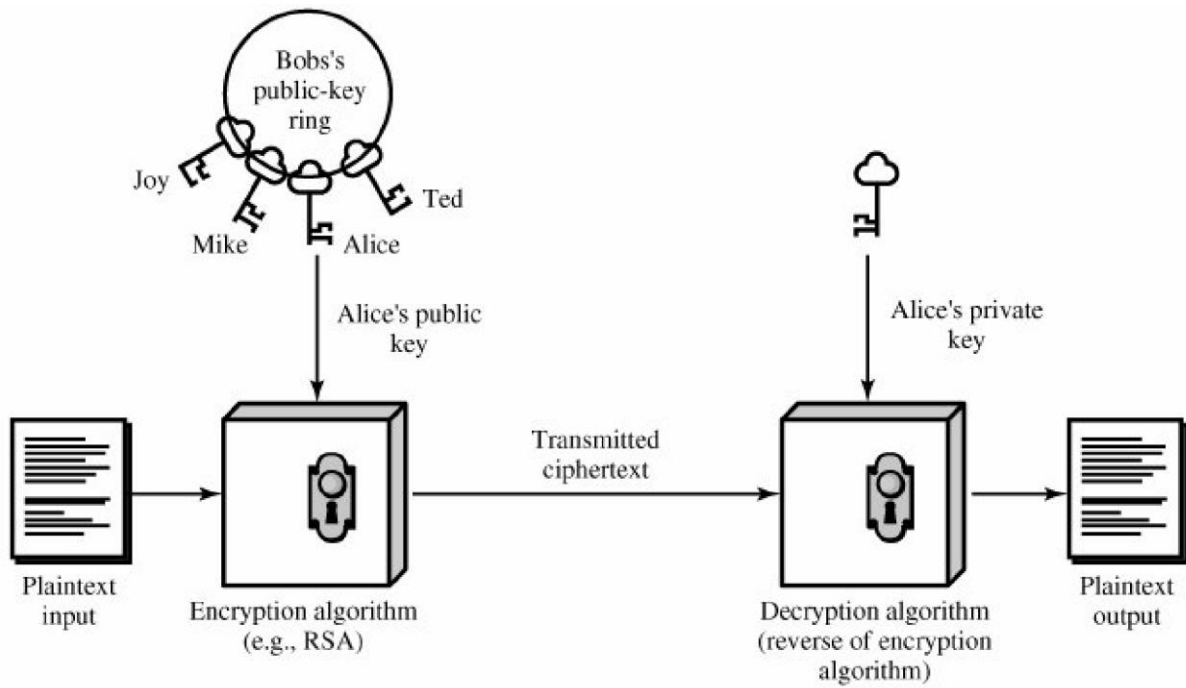 Bobs's
public-key
ring
Joy
Ted
Mike
Alice
Alice's public
key
Alice's private
key
Transmitted
ciphertext
Plaintext
input
Encryption algorithm
(e.g., RSA)
Decryption algorithm
(reverse of encryption
algorithm)
Plaintext
output